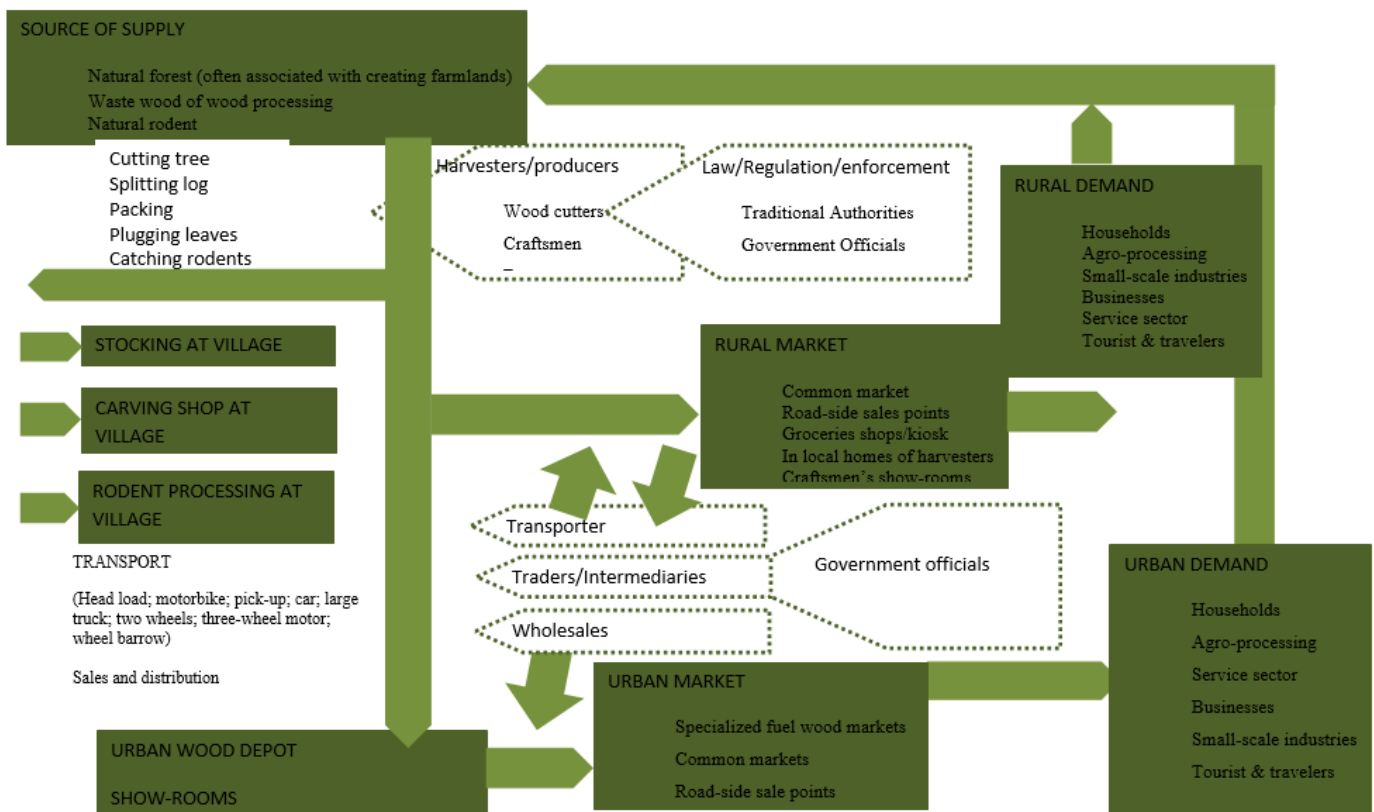 SOURCE OF SUPPLY
Natural forest (often associated with creating farmlands)
Waste wood of wood processing
Natural rodent
Cutting tree
Splitting log
Packing
Plugging leaves
Catching rodents
Harvesters/producers
Wood cutters
Craftsmen
Law/Regulation/enforcement
Traditional Authorities
Government Officials
RURAL DEMAND
Households
Agro-processing
Small-scale industries
Businesses
Service sector
Tourist & travelers
STOCKING AT VILLAGE
CARVING SHOP AT
VILLAGE
RODENT PROCESSING AT
VILLAGE
RURAL MARKET
Common market
Road-side sales points
Groceries shops/kiosk
In local homes of harvesters
Craftsmen's show-rooms
TRANSPORT
(Head load; motorbike; pick-up; car; large
truck; two wheels; three-wheel motor;
wheel barrow)
Sales and distribution
Transporter
Traders/Intermediaries
Wholesales
Government officials
URBAN DEMAND
Households
Agro-processing
Service sector
Businesses
Small-scale industries
Tourist & travelers
URBAN WOOD DEPOT
SHOW-ROOMS
URBAN MARKET
Specialized fuel wood markets
Common markets
Road-side sale points